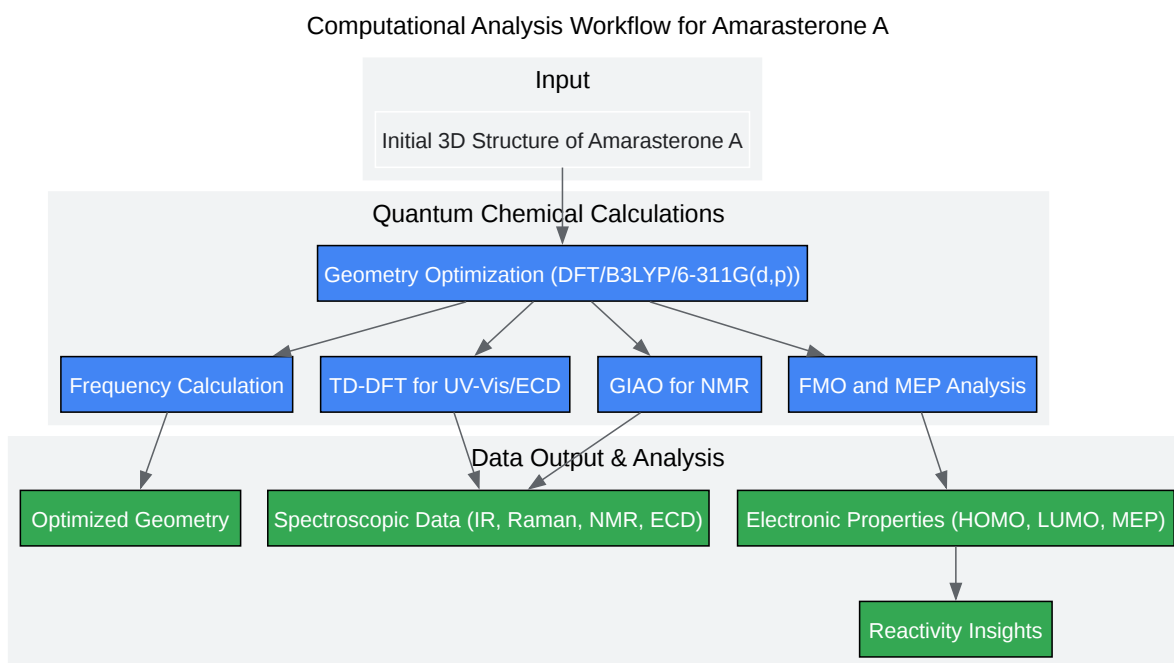 Computational Analysis Workflow for Amarasterone A
Input
Initial 3D Structure of Amarasterone A
Quantum Chemical Calculations
Geometry Optimization (DFT/B3LYP/6-311G(d,p))
Frequency Calculation
TD-DFT for UV-Vis/ECD
GIAO for NMR
FMO and MEP Analysis
Data Output & Analysis
Optimized Geometry
Spectroscopic Data (IR, Raman, NMR, ECD)
Electronic Properties (HOMO, LUMO, MEP)
Reactivity Insights